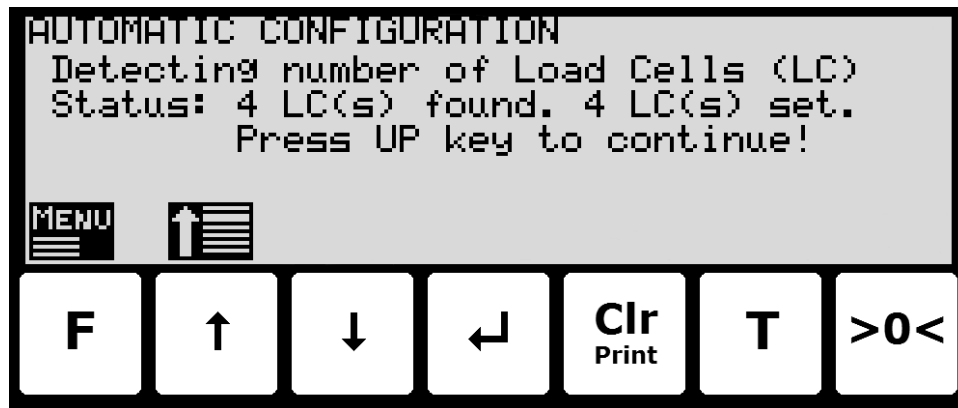 AUTOMATIC CONFIGURATION
Detecting number of Load Cells (LC)
Status: 4 LC(s) found. 4 LC(s) set.
Press UP key to continue!
MENU
F ↑ ↓ ↵ Clr T >0<
Print